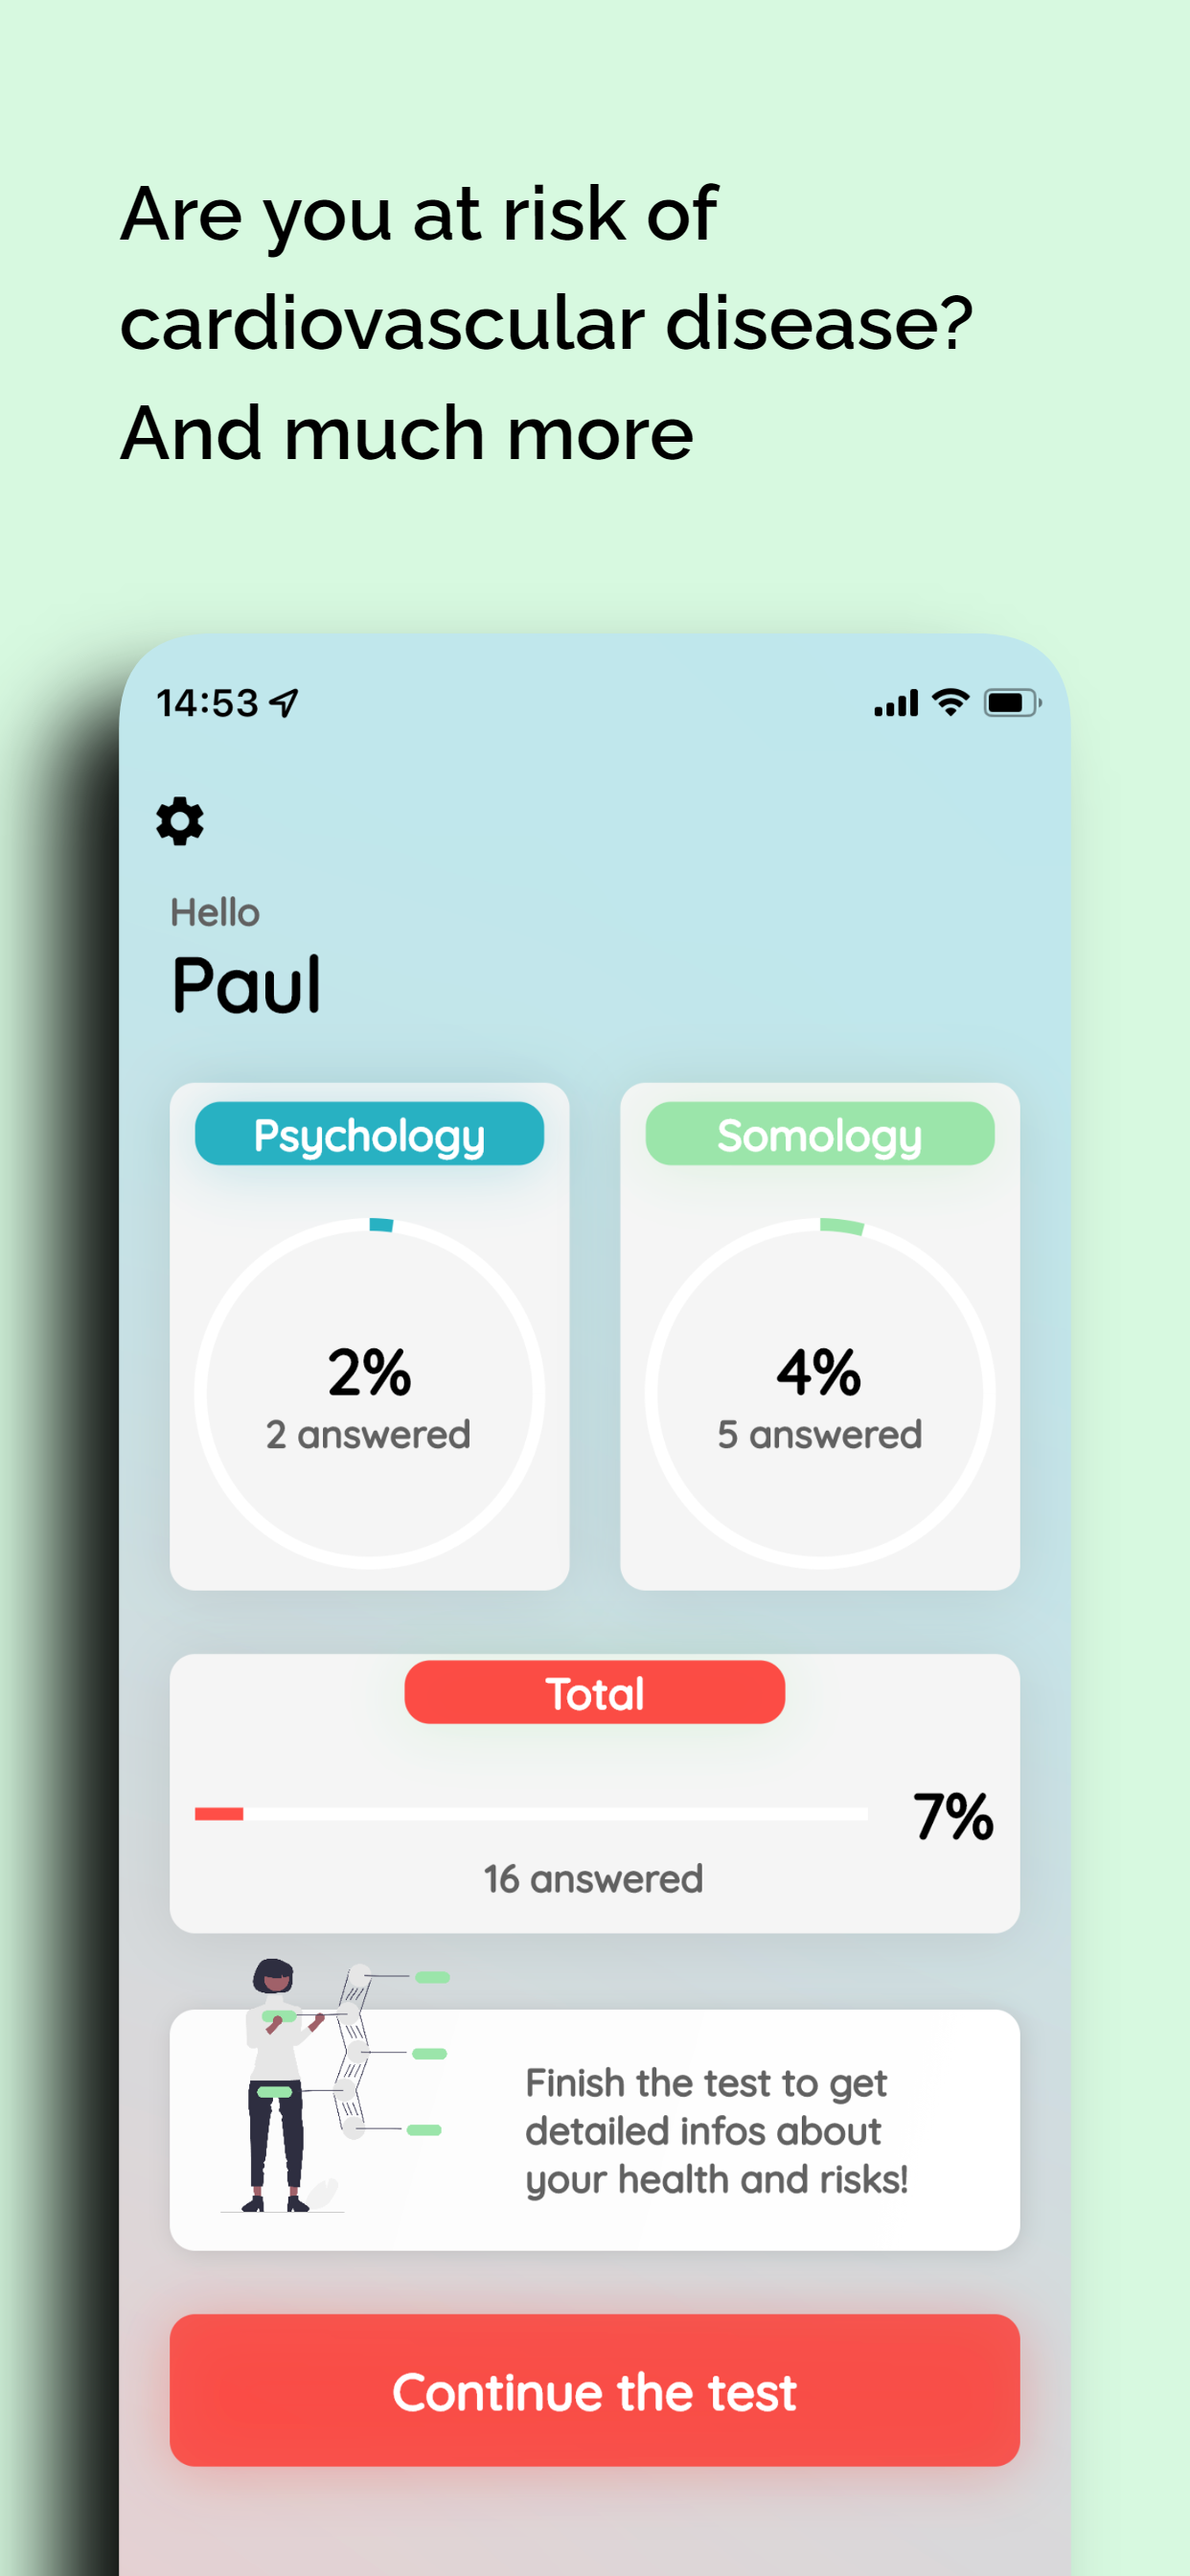 Are you at risk of
cardiovascular disease?
And much more
14:53
Hello
Paul
Psychology
Somology
2%
2 answered
4%
5 answered
Total
7%
16 answered
Finish the test to get
detailed infos about
your health and risks!
Continue the test